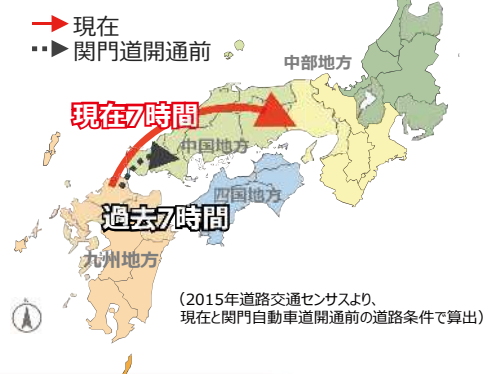 現在
関門道開通前
中部地方
現在7時間
中国地方
四国地方
過去7時間
九州地方
(2015年道路交通センサスより、
現在と関門自動車道開通前の道路条件で算出)